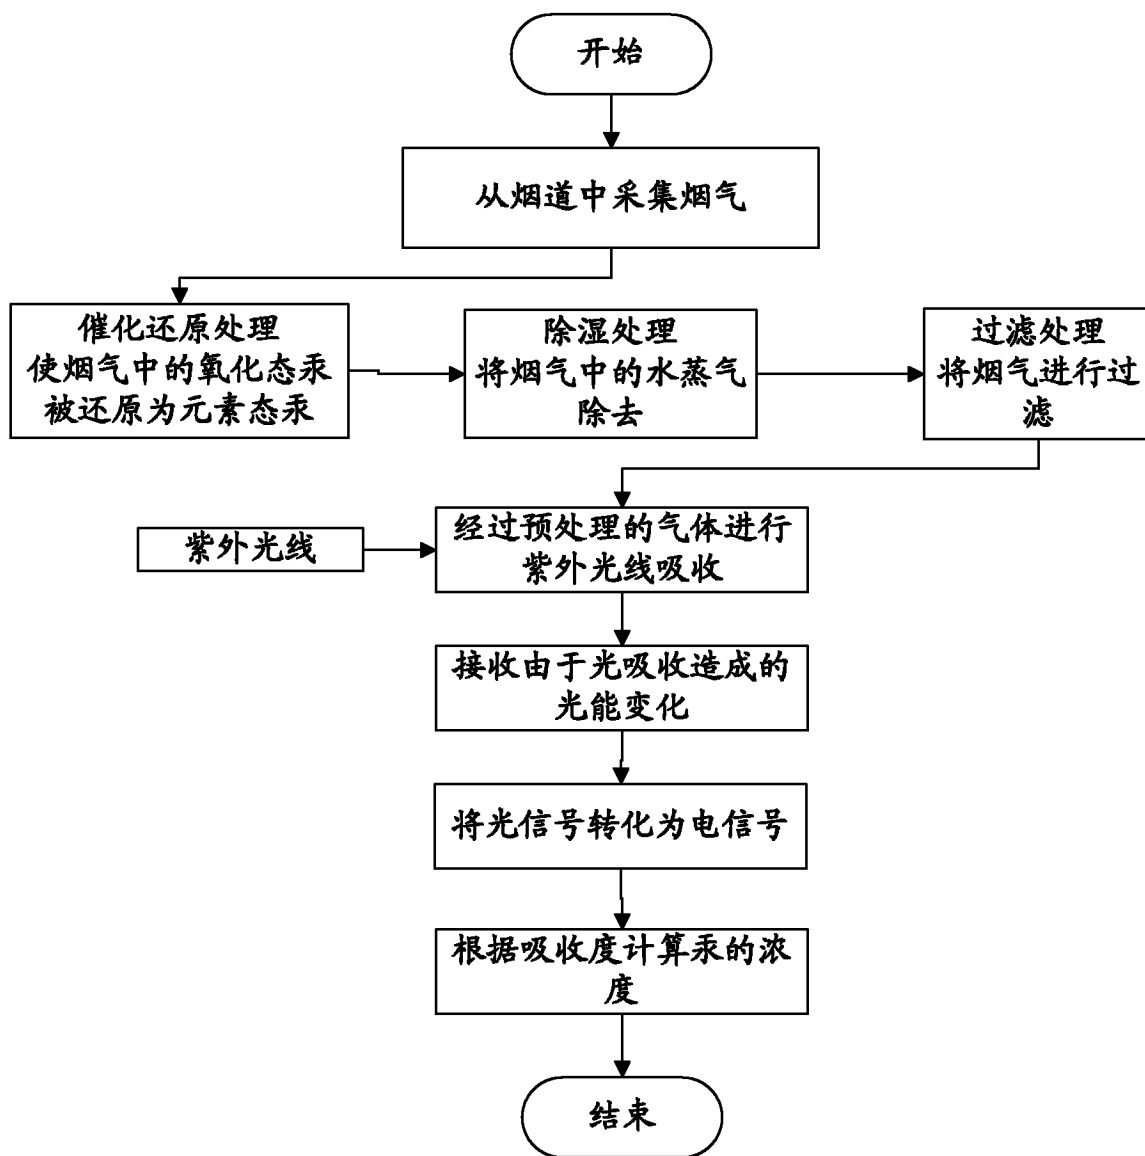 开始
从烟道中采集烟气
催化还原处理
使烟气中的氧化态汞
被还原为元素态汞
除湿处理
将烟气中的水蒸气
除去
过滤处理
将烟气进行过
滤
紫外光线
经过预处理的气体进行
紫外光线吸收
接收由于光吸收造成的
光能变化
将光信号转化为电信号
根据吸收度计算汞的浓
度
结束